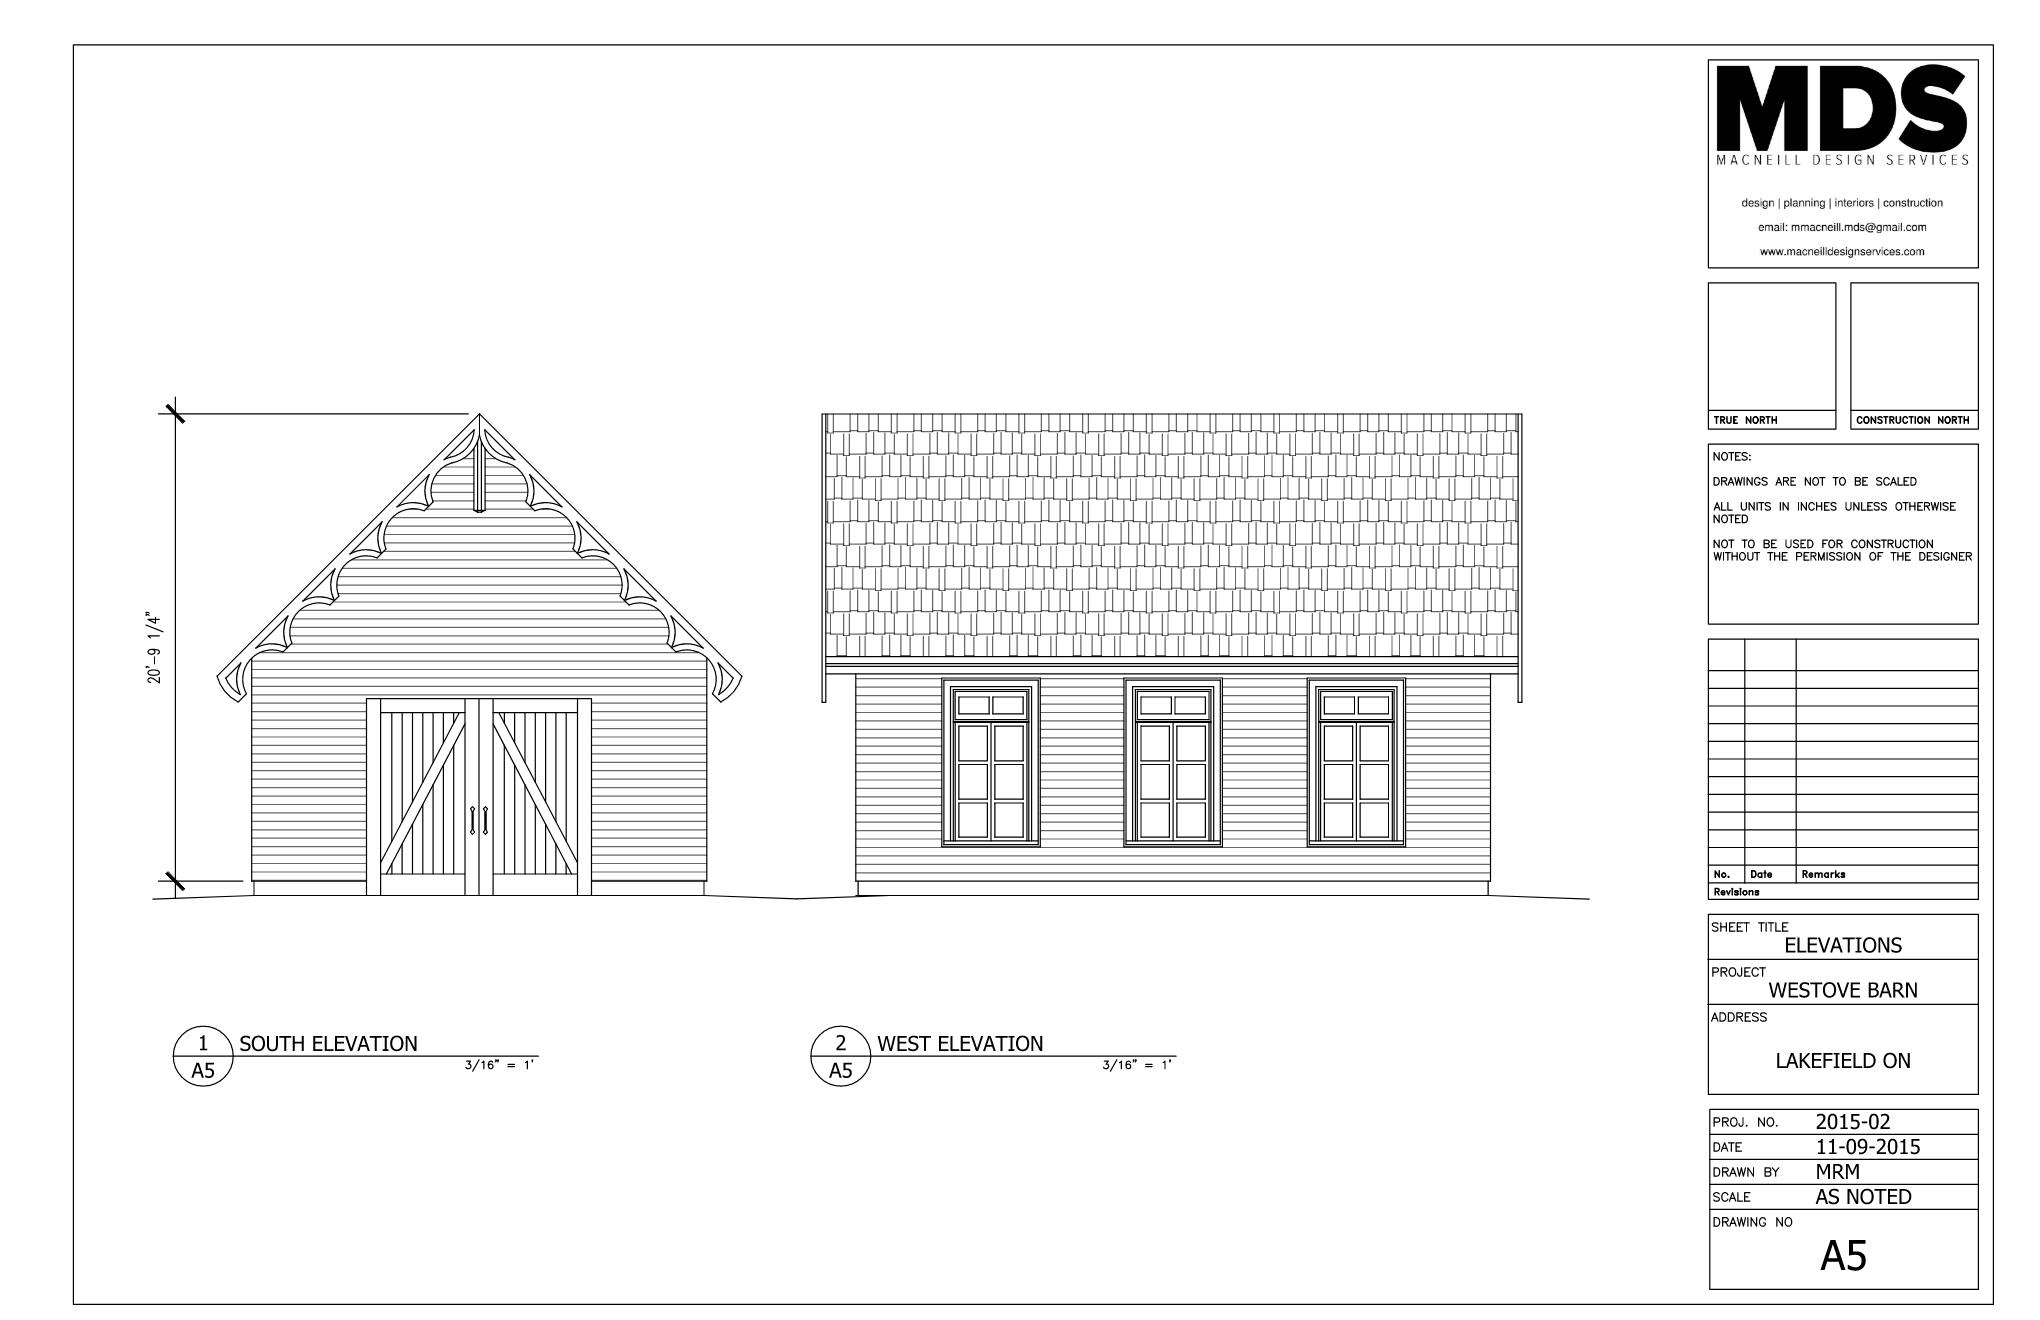 MDS
MACNEILL DESIGN SERVICES
design | planning | interiors | construction
email: mmacneill.mds@gmail.com
www.macneilldesignservices.com
TRUE NORTH
CONSTRUCTION NORTH
NOTES:
DRAWINGS ARE NOT TO BE SCALED
ALL UNITS IN INCHES UNLESS OTHERWISE
NOTED
NOT TO BE USED FOR CONSTRUCTION
WITHOUT THE PERMISSION OF THE DESIGNER
20'-9 1/4"
No. Date Remarks
Revisions
SHEET TITLE
ELEVATIONS
PROJECT
WESTOVE BARN
ADDRESS
LAKEFIELD ON
1
A5
SOUTH ELEVATION
3/16" = 1'
2
A5
WEST ELEVATION
3/16" = 1'
PROJ. NO. 2015-02
DATE 11-09-2015
DRAWN BY MRM
SCALE AS NOTED
DRAWING NO
A5